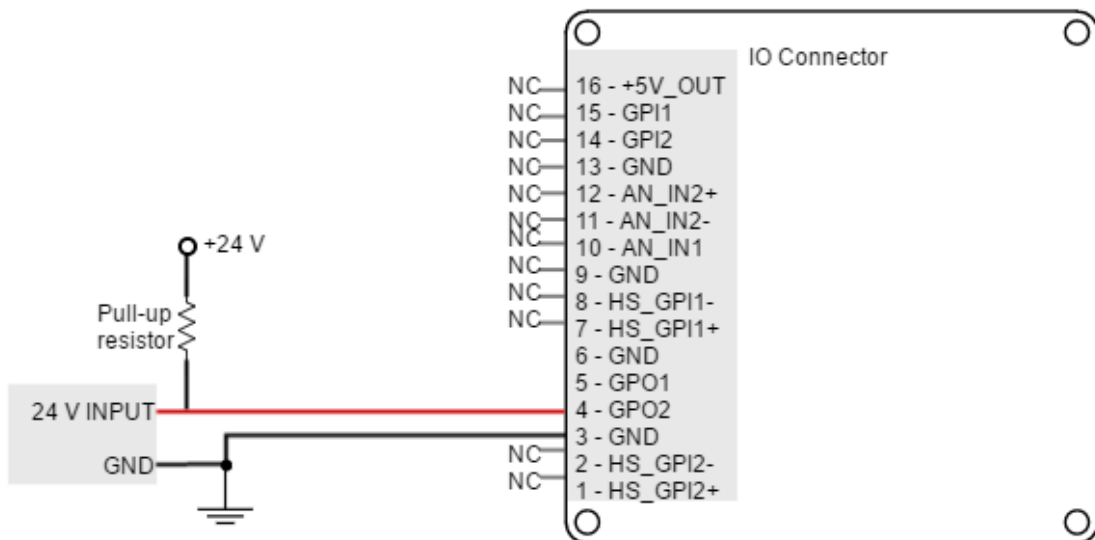 IO Connector
NC 16 - +5V_OUT
NC 15 - GPI1
NC 14 - GPI2
NC 13 - GND
NC 12 - AN_IN2+
NC 11 - AN_IN2-
NC 10 - AN_IN1
NC 9 - GND
NC 8 - HS_GPI1-
NC 7 - HS_GPI1+
6 - GND
5 - GPO1
4 - GPO2
3 - GND
NC 2 - HS_GPI2-
NC 1 - HS_GPI2+
+24 V
Pull-up
resistor
24 V INPUT
GND